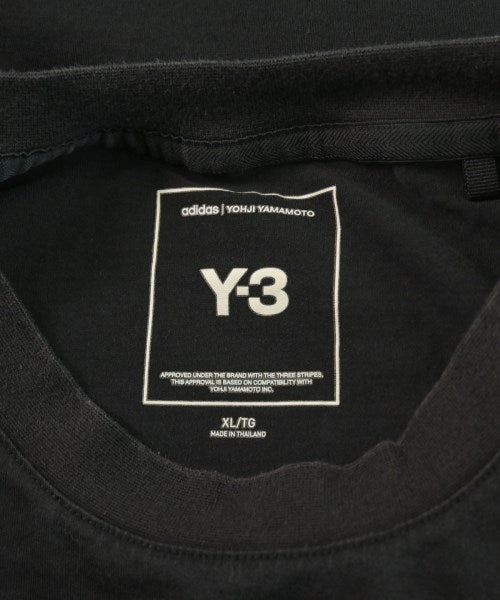 adidas | YOHJI YAMAMOTO
Y-3
APPROVED UNDER THE BRAND WITH THE THREE STRIPES.
THIS APPROVAL IS BASED ON COMPATIBILITY WITH
YOHJI YAMAMOTO INC.
XL/TG
MADE IN THAILAND